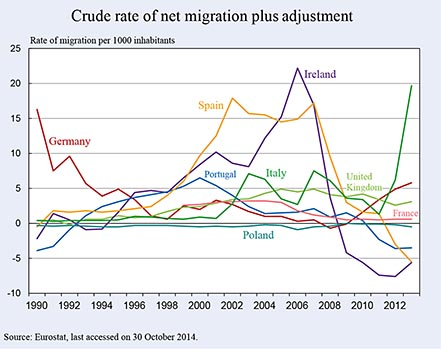 Crude rate of net migration plus adjustment
Rate of migration per 1000 inhabitants
25
20
15
10
5
0
-5
-10
Ireland
Spain
Germany
Portugal
Italy
United
Kingdom
France
Poland
1990 1992 1994 1996 1998 2000 2002 2004 2006 2008 2010 2012
Source: Eurostat, last accessed on 30 October 2014.